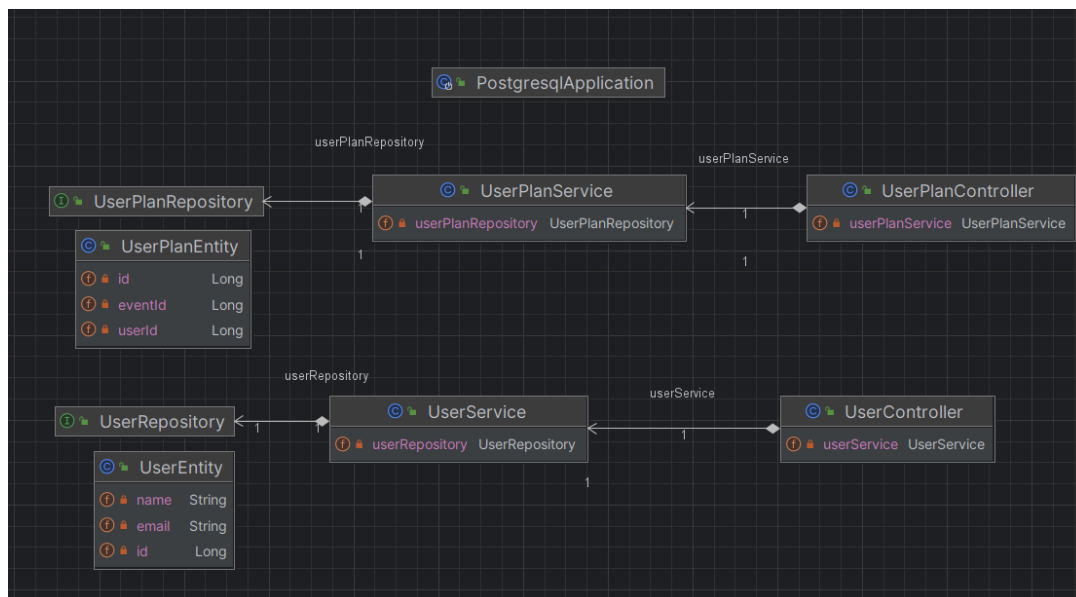 PostgresqlApplication
userPlanRepository
userPlanService
UserPlanRepository
1
UserPlanService
userPlanRepository UserPlanRepository
1
1
UserPlanController
userPlanService UserPlanService
1
UserPlanEntity
id Long
eventId Long
userId Long
userRepository
userService
UserRepository
1
1
UserService
userRepository UserRepository
1
1
UserController
userService UserService
UserEntity
name String
email String
id Long